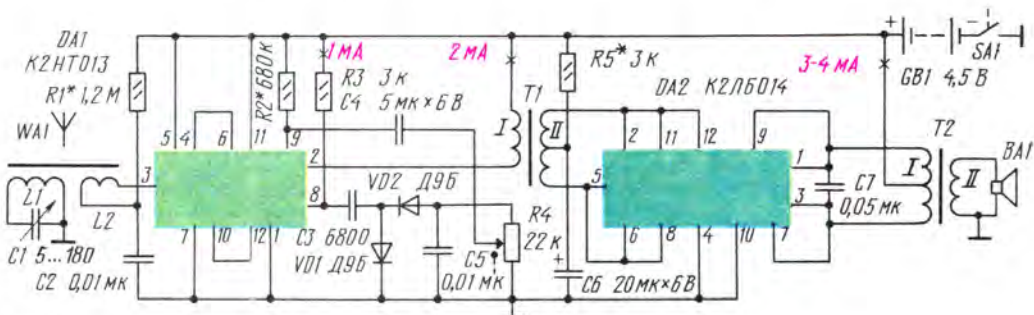 DA1
К2НТ013
R1* 1,2 М
WA1
L1
C1 5...180
C2 0,01 мк
L2
3
5
4
6
11
9
2
8
7
10
12
1
R2* 680к
1 МА
R3 3 к
C4
5 мк × 6 В
C3
6800
VD1 Д9Б
VD2 Д9Б
C5
0,01 мк
R4
22 к
2 МА
T1
I
II
R5* 3 к
+
C6 20 мк × 6 В
DA2 К2Л6014
2
11
12
9
1
3
5
6
8
4
10
7
C7
0,05 мк
3-4 МА
+
GB1 4,5 В
SA1
T2
I
II
BA1